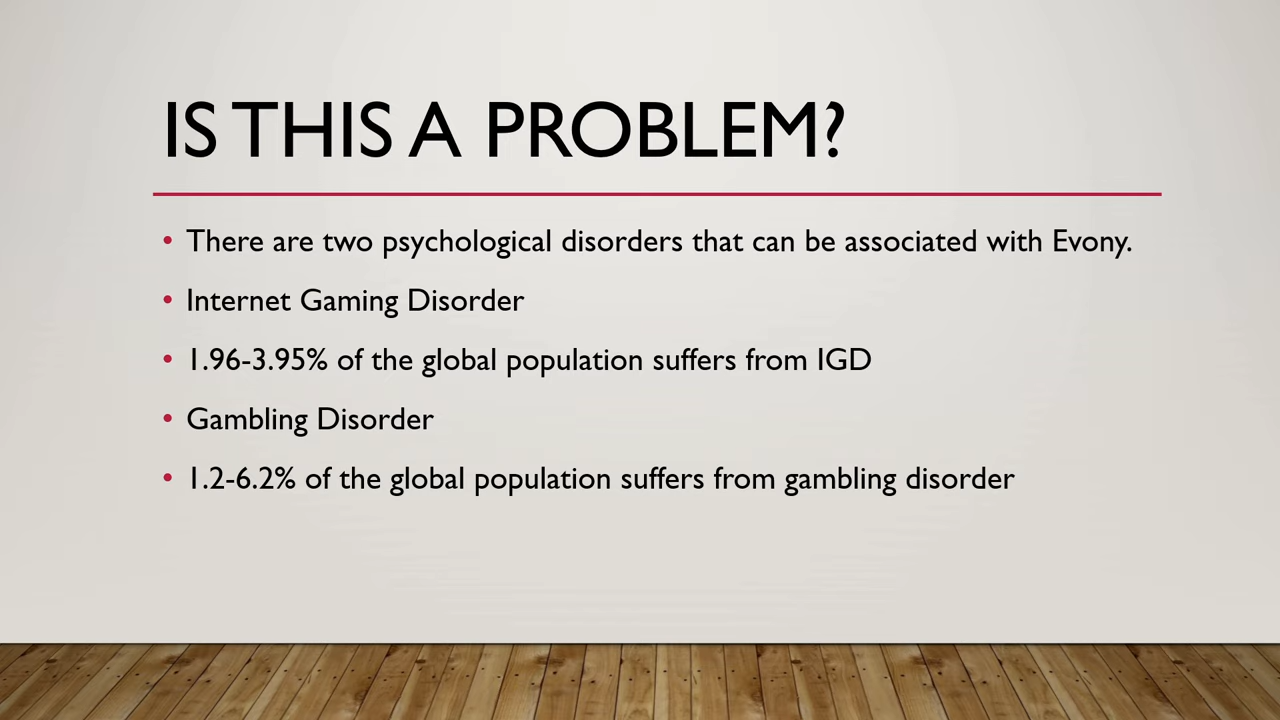 IS THIS A PROBLEM?
• There are two psychological disorders that can be associated with Evony.
• Internet Gaming Disorder
• 1.96-3.95% of the global population suffers from IGD
• Gambling Disorder
• 1.2-6.2% of the global population suffers from gambling disorder